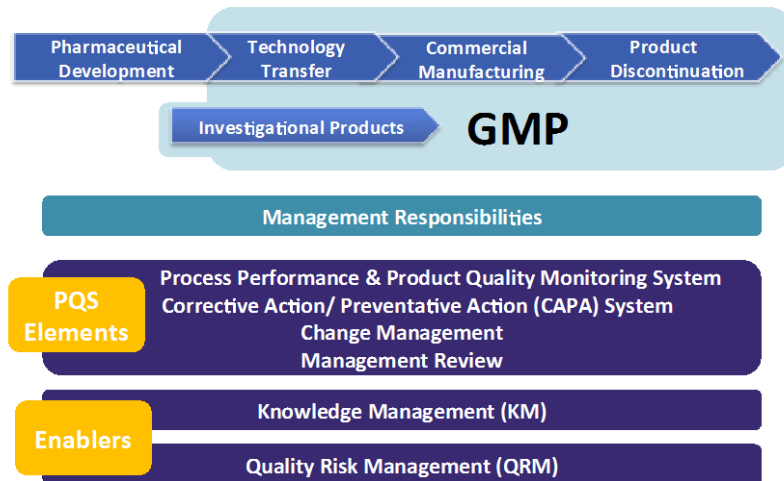 Pharmaceutical
Development
Technology
Transfer
Commercial
Manufacturing
Product
Discontinuation
Investigational Products
GMP
Management Responsibilities
PQS
Elements
Process Performance & Product Quality Monitoring System
Corrective Action/ Preventative Action (CAPA) System
Change Management
Management Review
Enablers
Knowledge Management (KM)
Quality Risk Management (QRM)